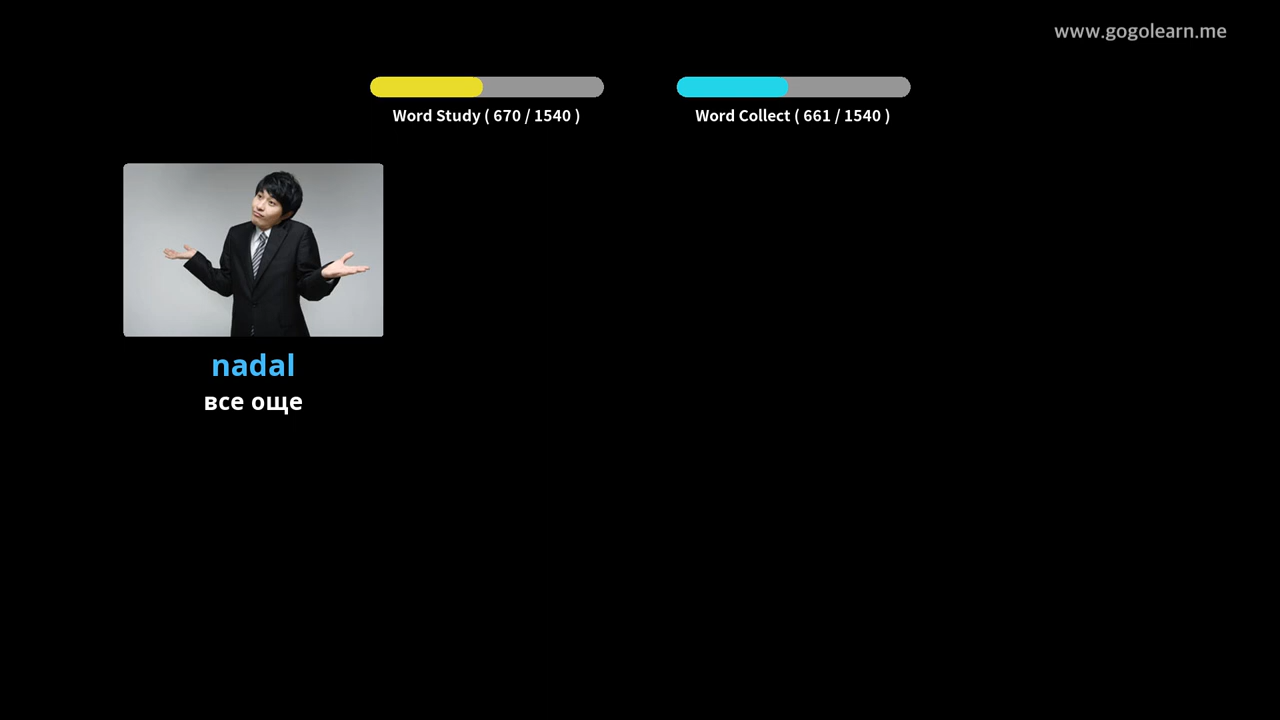 www.gogolearn.me
Word Study ( 670 / 1540 )
Word Collect ( 661 / 1540 )
nadal
все още